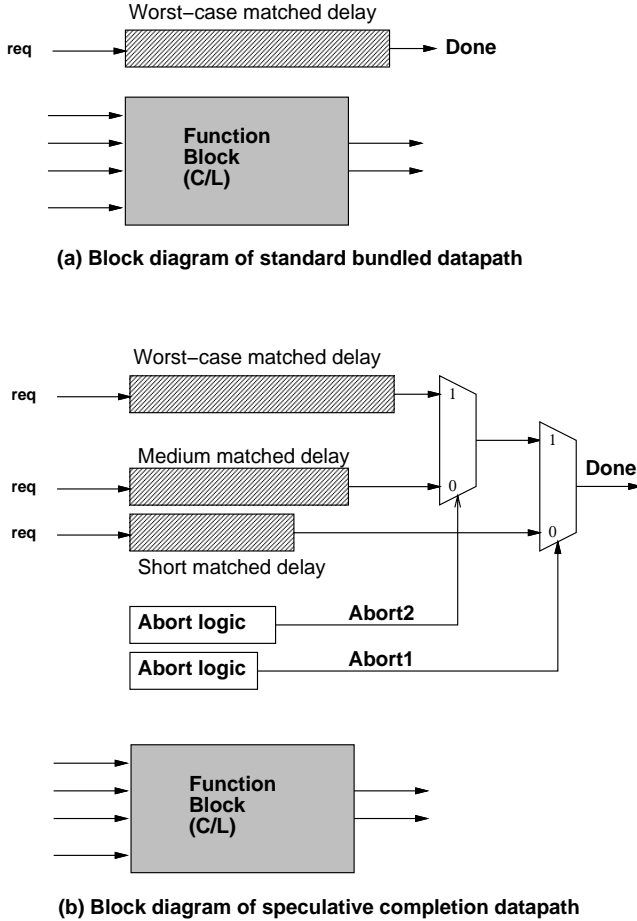 Worst–case matched delay
req
Done
Function
Block
(C/L)
(a) Block diagram of standard bundled datapath
Worst–case matched delay
req
1
Medium matched delay
1
Done
req
0
req
0
Short matched delay
Abort logic
Abort2
Abort logic
Abort1
Function
Block
(C/L)
(b) Block diagram of speculative completion datapath